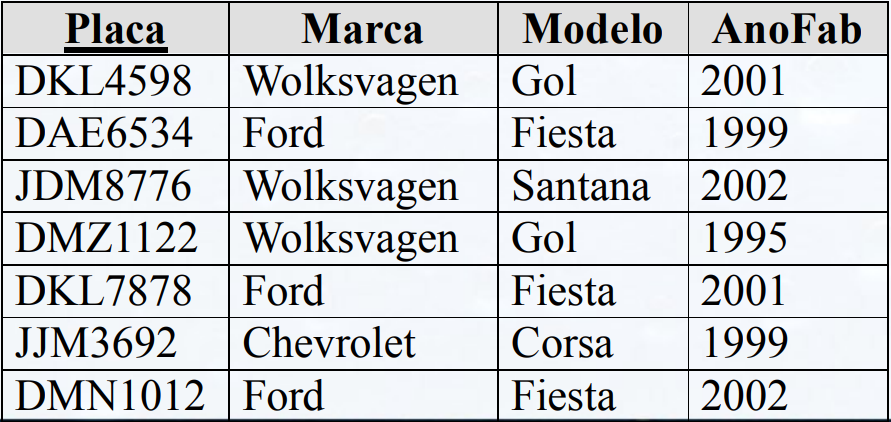 Placa Marca Modelo AnoFab
DKL4598 Wolksvagen Gol 2001
DAE6534 Ford Fiesta 1999
JDM8776 Wolksvagen Santana 2002
DMZ1122 Wolksvagen Gol 1995
DKL7878 Ford Fiesta 2001
JJM3692 Chevrolet Corsa 1999
DMN1012 Ford Fiesta 2002